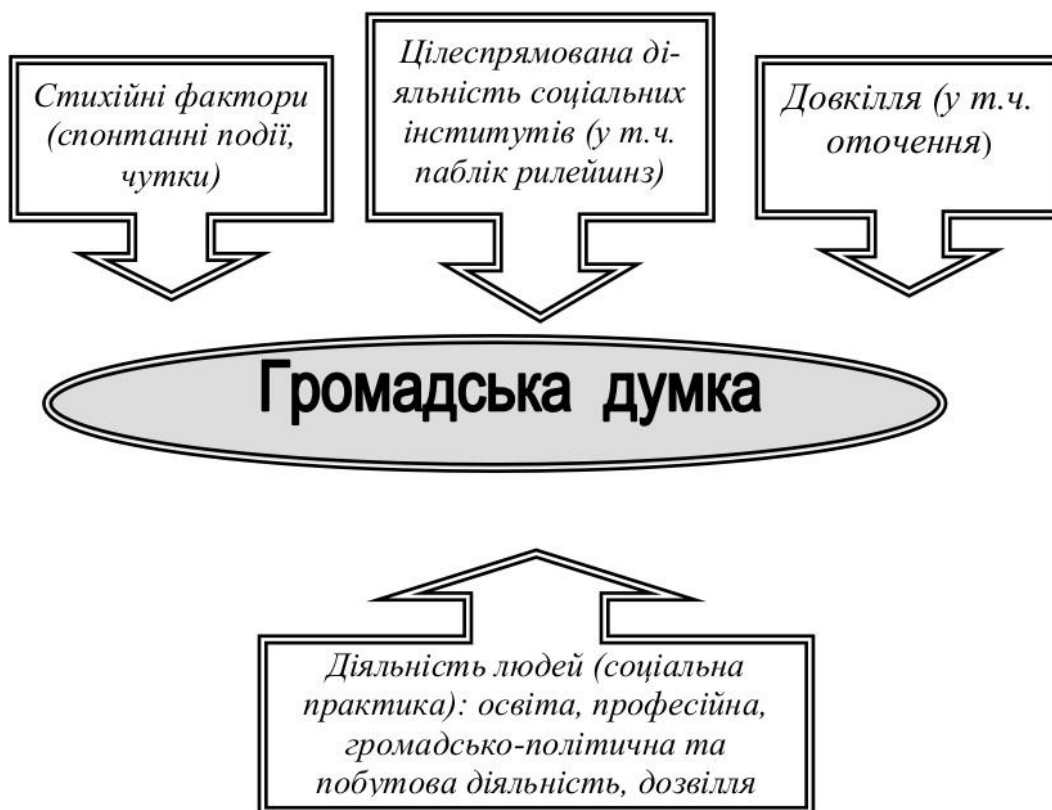 Стихійні фактори
(спонтанні події,
чутки)
Цілеспрямована ді-
яльність соціальних
інститутів (у т.ч.
паблік рилейшнз)
Довкілля (у т.ч.
оточення)
Громадська думка
Діяльність людей (соціальна
практика): освіта, професійна,
громадсько-політична та
побутова діяльність, дозвілля